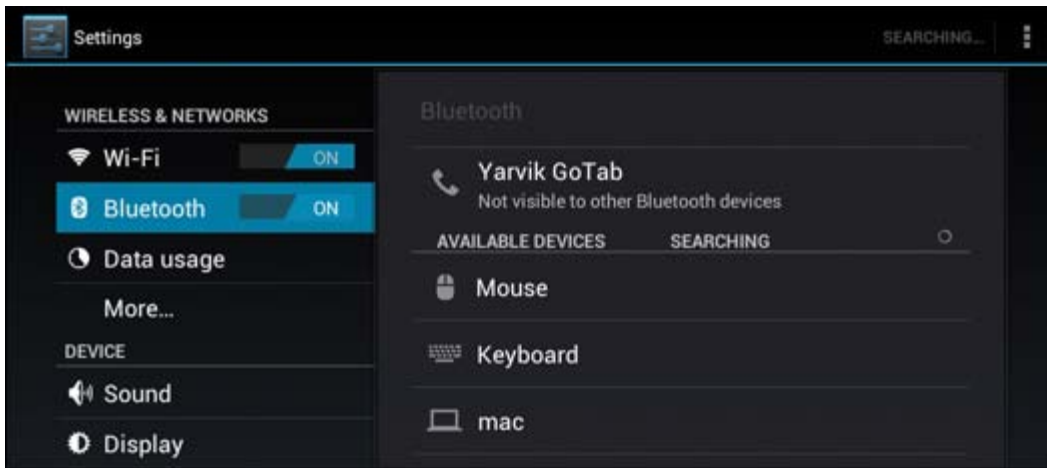 Settings
SEARCHING...
WIRELESS & NETWORKS
Wi-Fi ON
Bluetooth ON
Data usage
More...
DEVICE
Sound
Display
Bluetooth
Yarvik GoTab
Not visible to other Bluetooth devices
AVAILABLE DEVICES SEARCHING
Mouse
Keyboard
mac